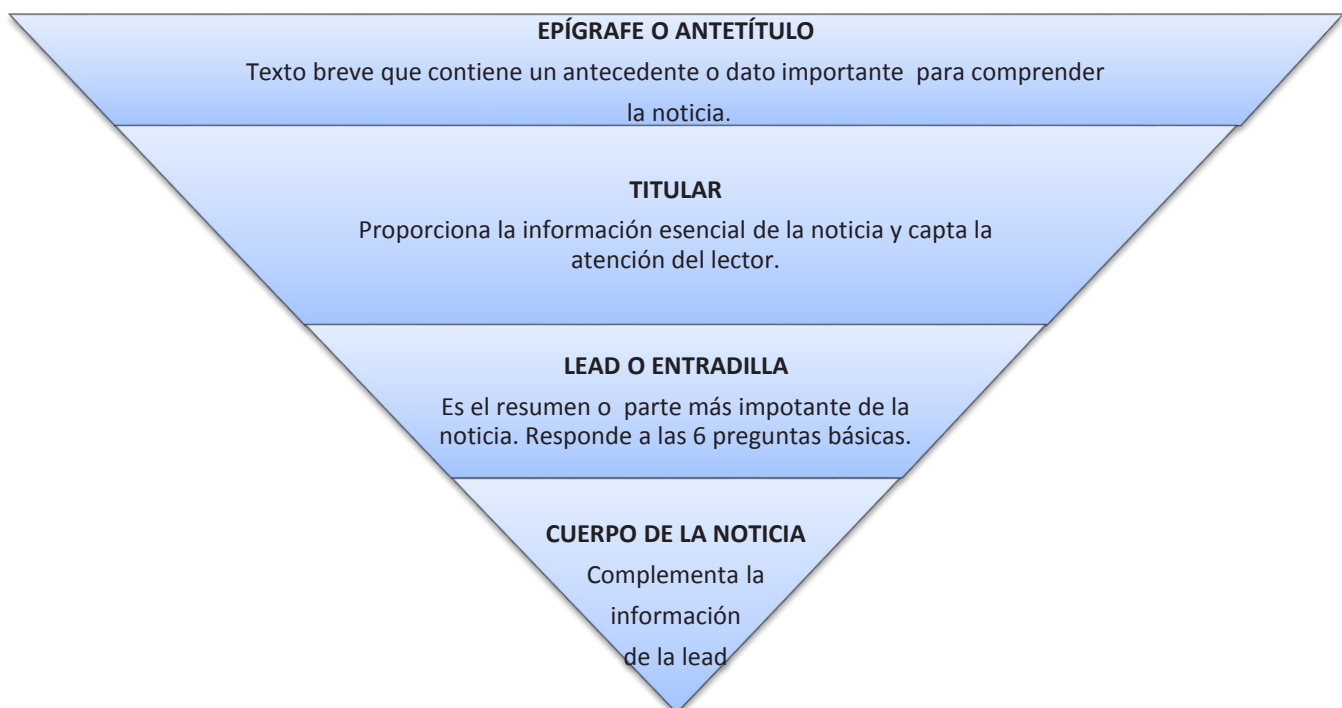 EPÍGRAFE O ANTETÍTULO
Texto breve que contiene un antecedente o dato importante para comprender
la noticia.
TITULAR
Proporciona la información esencial de la noticia y capta la
atención del lector.
LEAD O ENTRADILLA
Es el resumen o parte más impotante de la
noticia. Responde a las 6 preguntas básicas.
CUERPO DE LA NOTICIA
Complementa la
información
de la lead